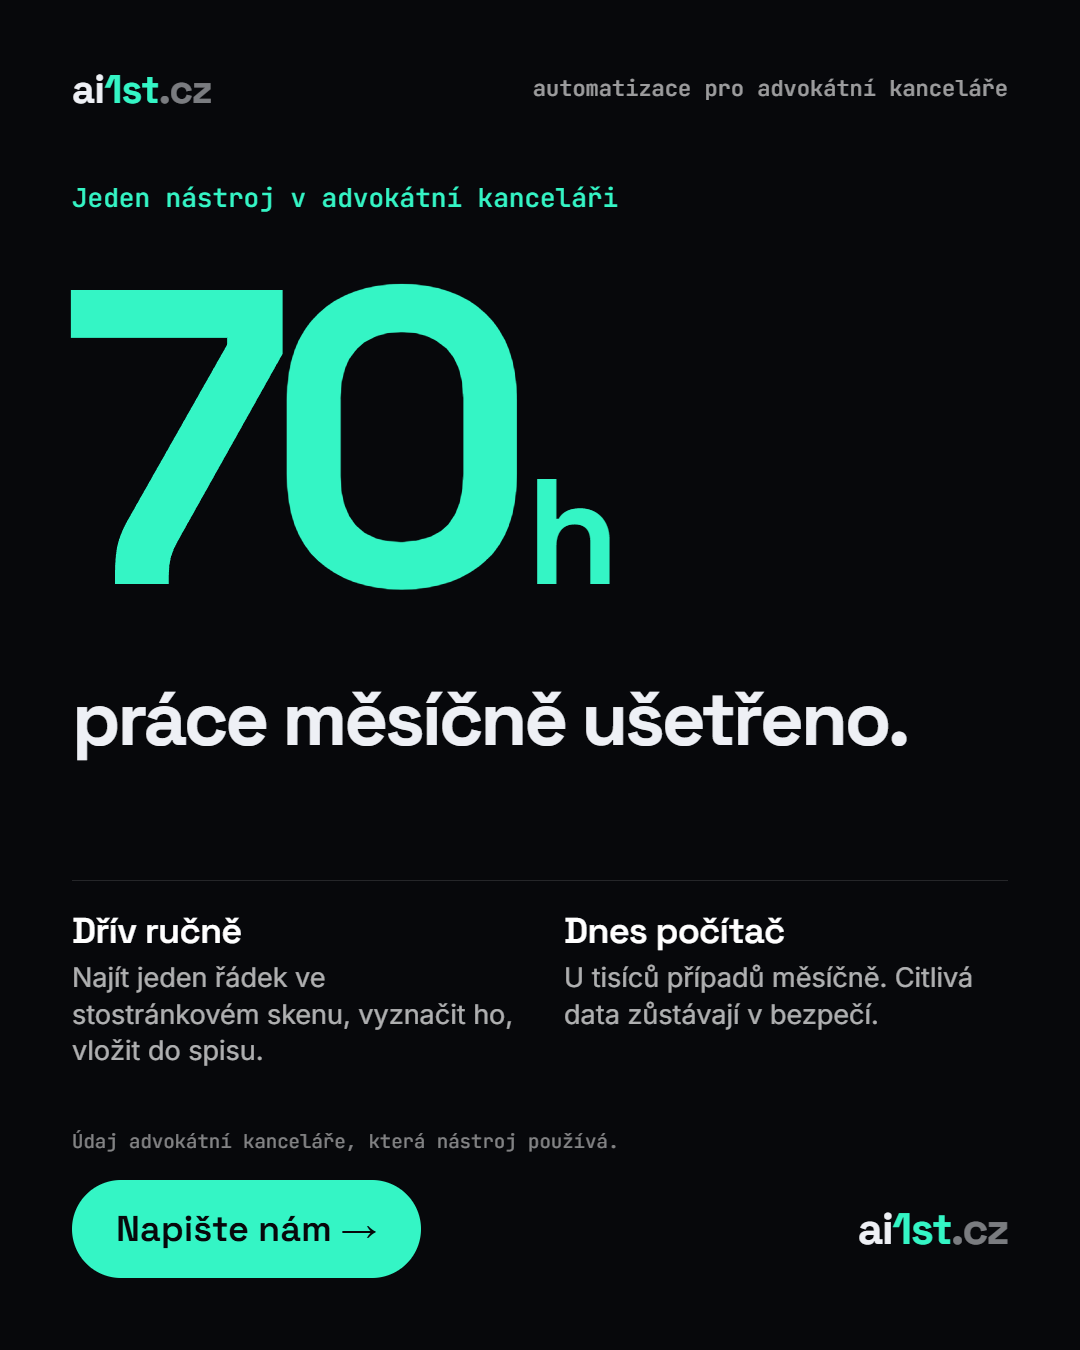 ai1st.cz
automatizace pro advokátní kanceláře
Jeden nástroj v advokátní kanceláři
70h
práce měsíčně ušetřeno.
Dřív ručně
Najít jeden řádek ve
stostránkovém skenu, vyznačit ho,
vložit do spisu.
Dnes počítač
U tisíců případů měsíčně. Citlivá
data zůstávají v bezpečí.
Údaj advokátní kanceláře, která nástroj používá.
Napište nám →
ai1st.cz